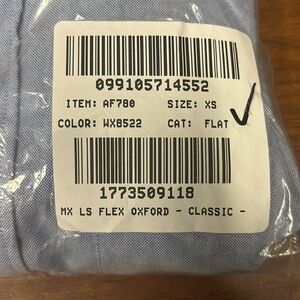 099105714552
ITEM: AF780 SIZE: XS
COLOR: WX8522 CAT: FLAT
1773509118
MX LS FLEX OXFORD - CLASSIC -